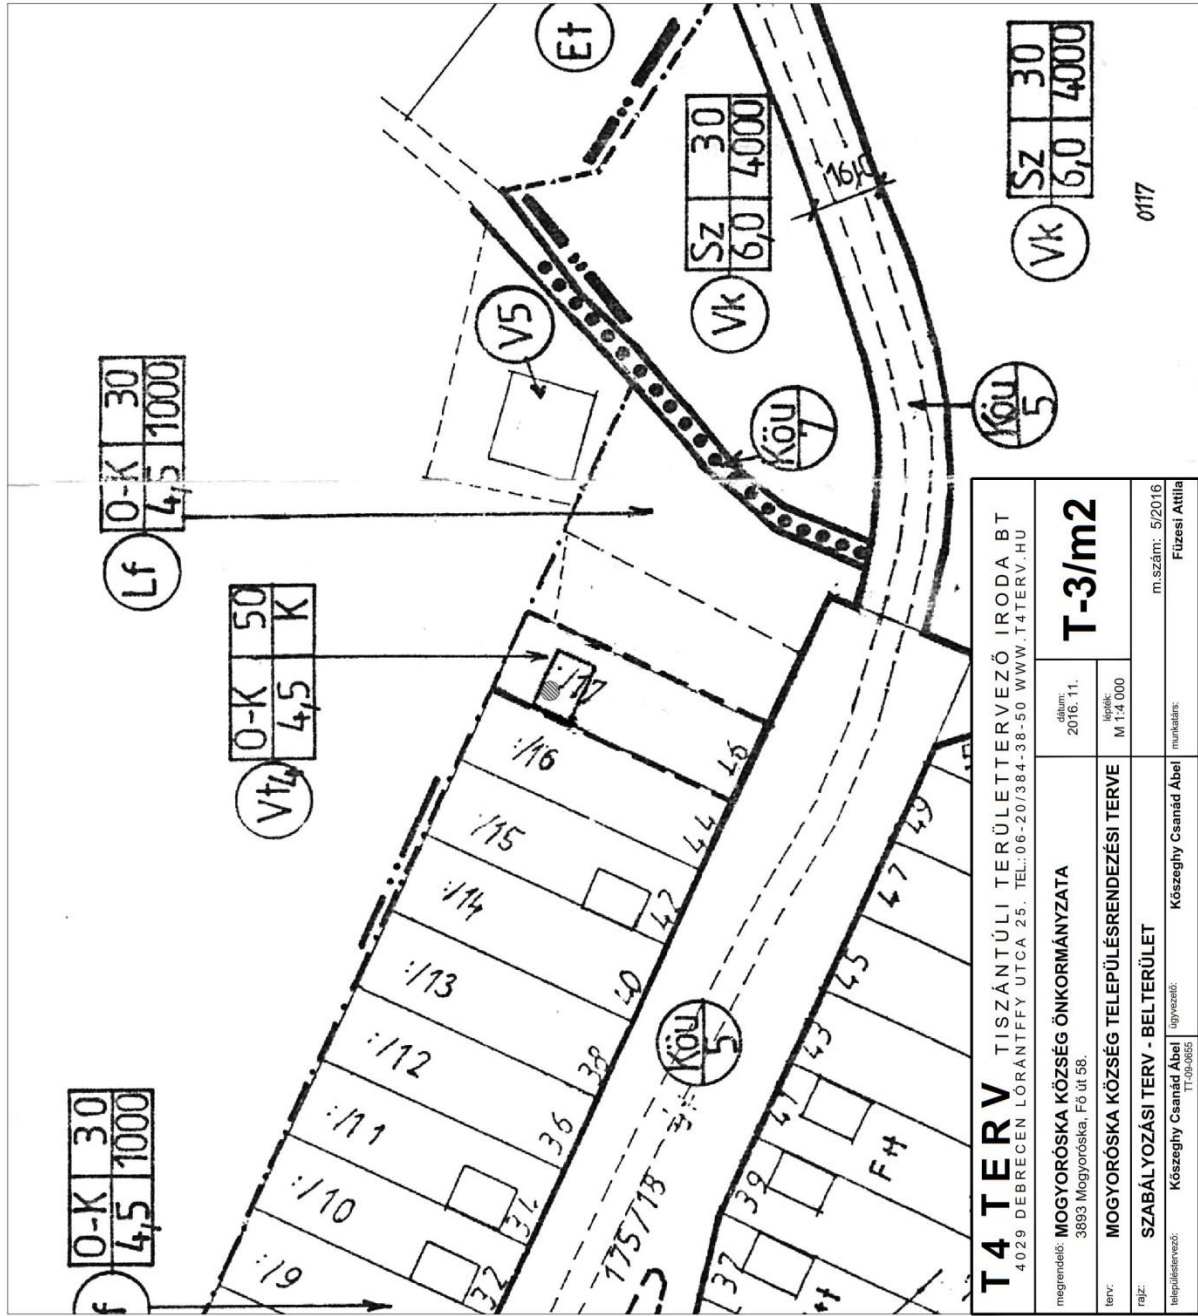 Et
Sz 30
6,0 4000
Vk
Sz 30
6,0 4000
Vk
0117
16,0
V5
O-K 30
4,5 1000
Lf
Köu
7
Köu
5
O-K 50
4,5 K
Vt4
:/17
:/16
:/15
:/14
:/13
:/12
:/11
:/10
:/9
46
44
42
40
38
36
34
32
Köu
5
175/18
49
47
45
43
41
39
37
FH
O-K 30
4,5 1000
f
T4 TERV TISZÁNTÚLI TERÜLETTERVEZŐ IRODA BT
4029 DEBRECEN LÓRÁNTFFY UTCA 25. TEL.:06-20/384-38-50 WWW.T4TERV.HU
megrendelő: MOGYORÓSKA KÖZSÉG ÖNKORMÁNYZATA
3893 Mogyoróska, Fő út 58.
dátum:
2016. 11.
T-3/m2
terv: MOGYORÓSKA KÖZSÉG TELEPÜLÉSRENDEZÉSI TERVE
lépték:
M 1:4 000
rajz: SZABÁLYOZÁSI TERV - BELTERÜLET
m.szám: 5/2016
településtervező: Kőszeghy Csanád Ábel
TT-09-0655
ügyvezető: Kőszeghy Csanád Ábel
munkatárs: Füzesi Attila